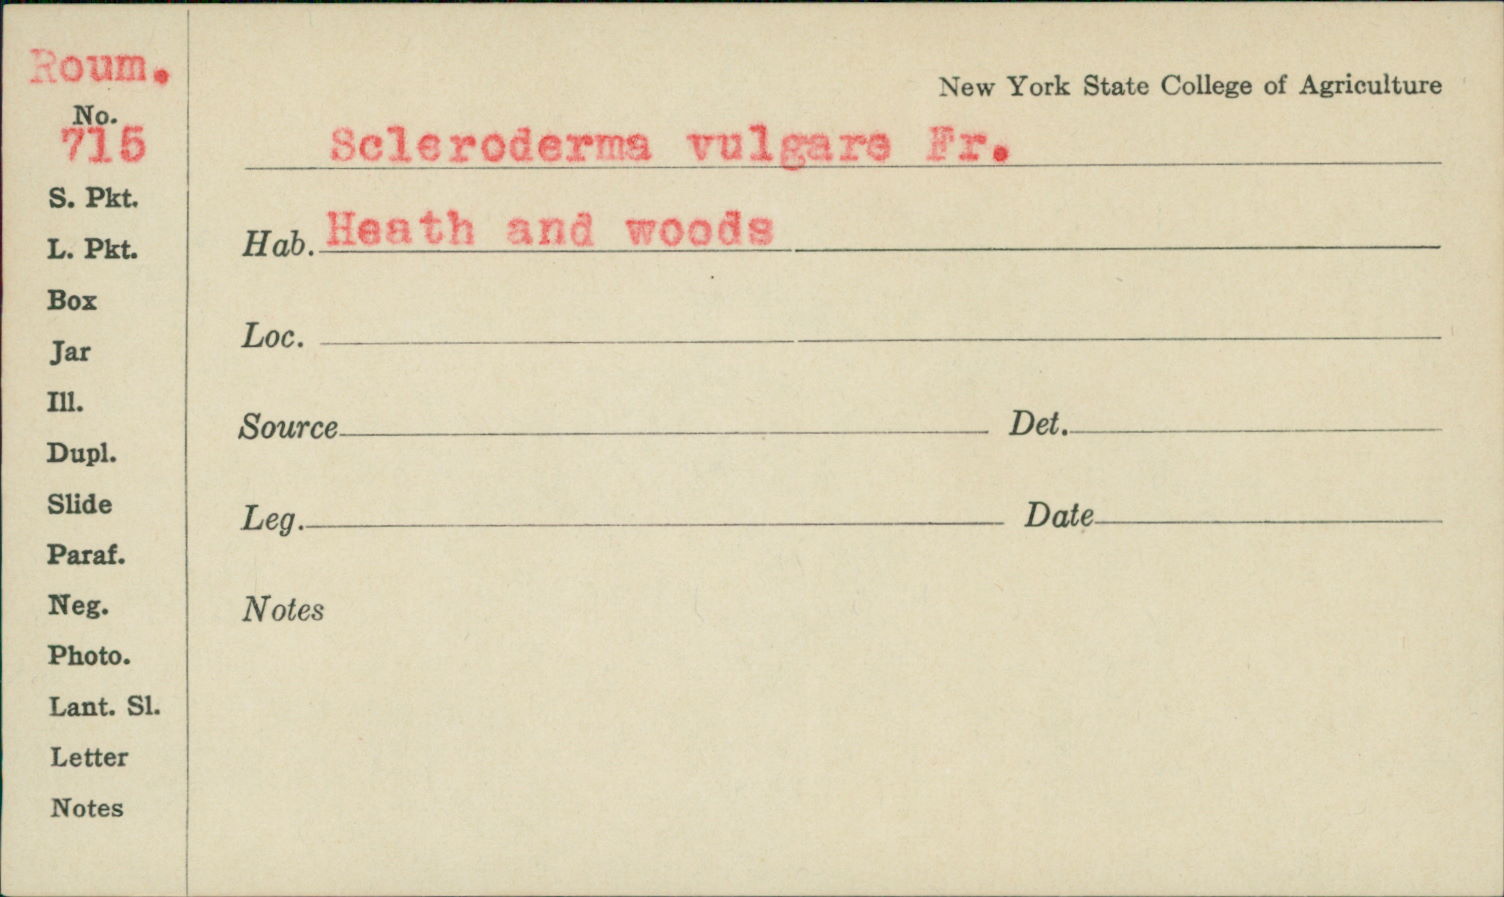 Roum.
No.
715
S. Pkt.
L. Pkt.
Box
Jar
Ill.
Dupl.
Slide
Paraf.
Neg.
Photo.
Lant. Sl.
Letter
Notes
New York State College of Agriculture
Scleroderma vulgare Fr.
Hab. Heath and woods
Loc.
Source Det.
Leg. Date
Notes